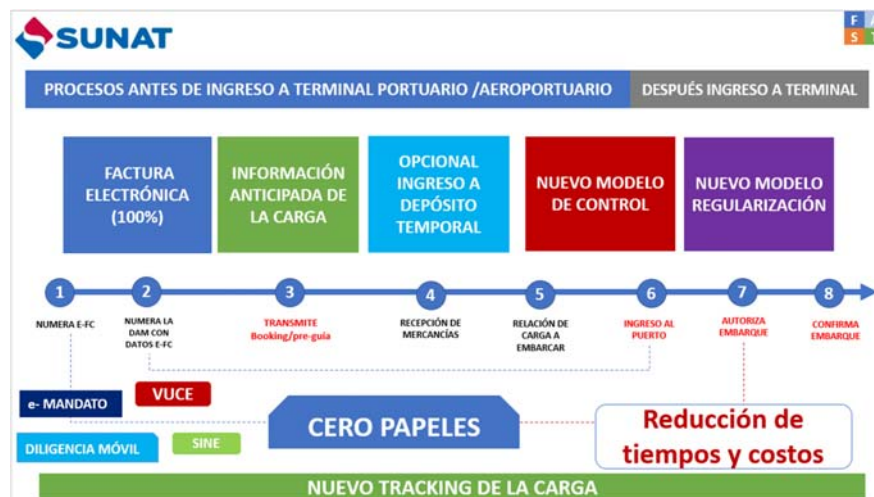 SUNAT
F A
S T
PROCESOS ANTES DE INGRESO A TERMINAL PORTUARIO /AEROPORTUARIO
DESPUÉS INGRESO A TERMINAL
FACTURA
ELECTRÓNICA
(100%)
INFORMACIÓN
ANTICIPADA DE
LA CARGA
OPCIONAL
INGRESO A
DEPÓSITO
TEMPORAL
NUEVO MODELO
DE CONTROL
NUEVO MODELO
REGULARIZACIÓN
1
2
3
4
5
6
7
8
NUMERA E-FC
NUMERA LA
DAM CON
DATOS E-FC
TRANSMITE
Booking/pre-guía
RECEPCIÓN DE
MERCANCÍAS
RELACIÓN DE
CARGA A
EMBARCAR
INGRESO AL
PUERTO
AUTORIZA
EMBARQUE
CONFIRMA
EMBARQUE
e- MANDATO
VUCE
DILIGENCIA MÓVIL
SINE
CERO PAPELES
Reducción de
tiempos y costos
NUEVO TRACKING DE LA CARGA